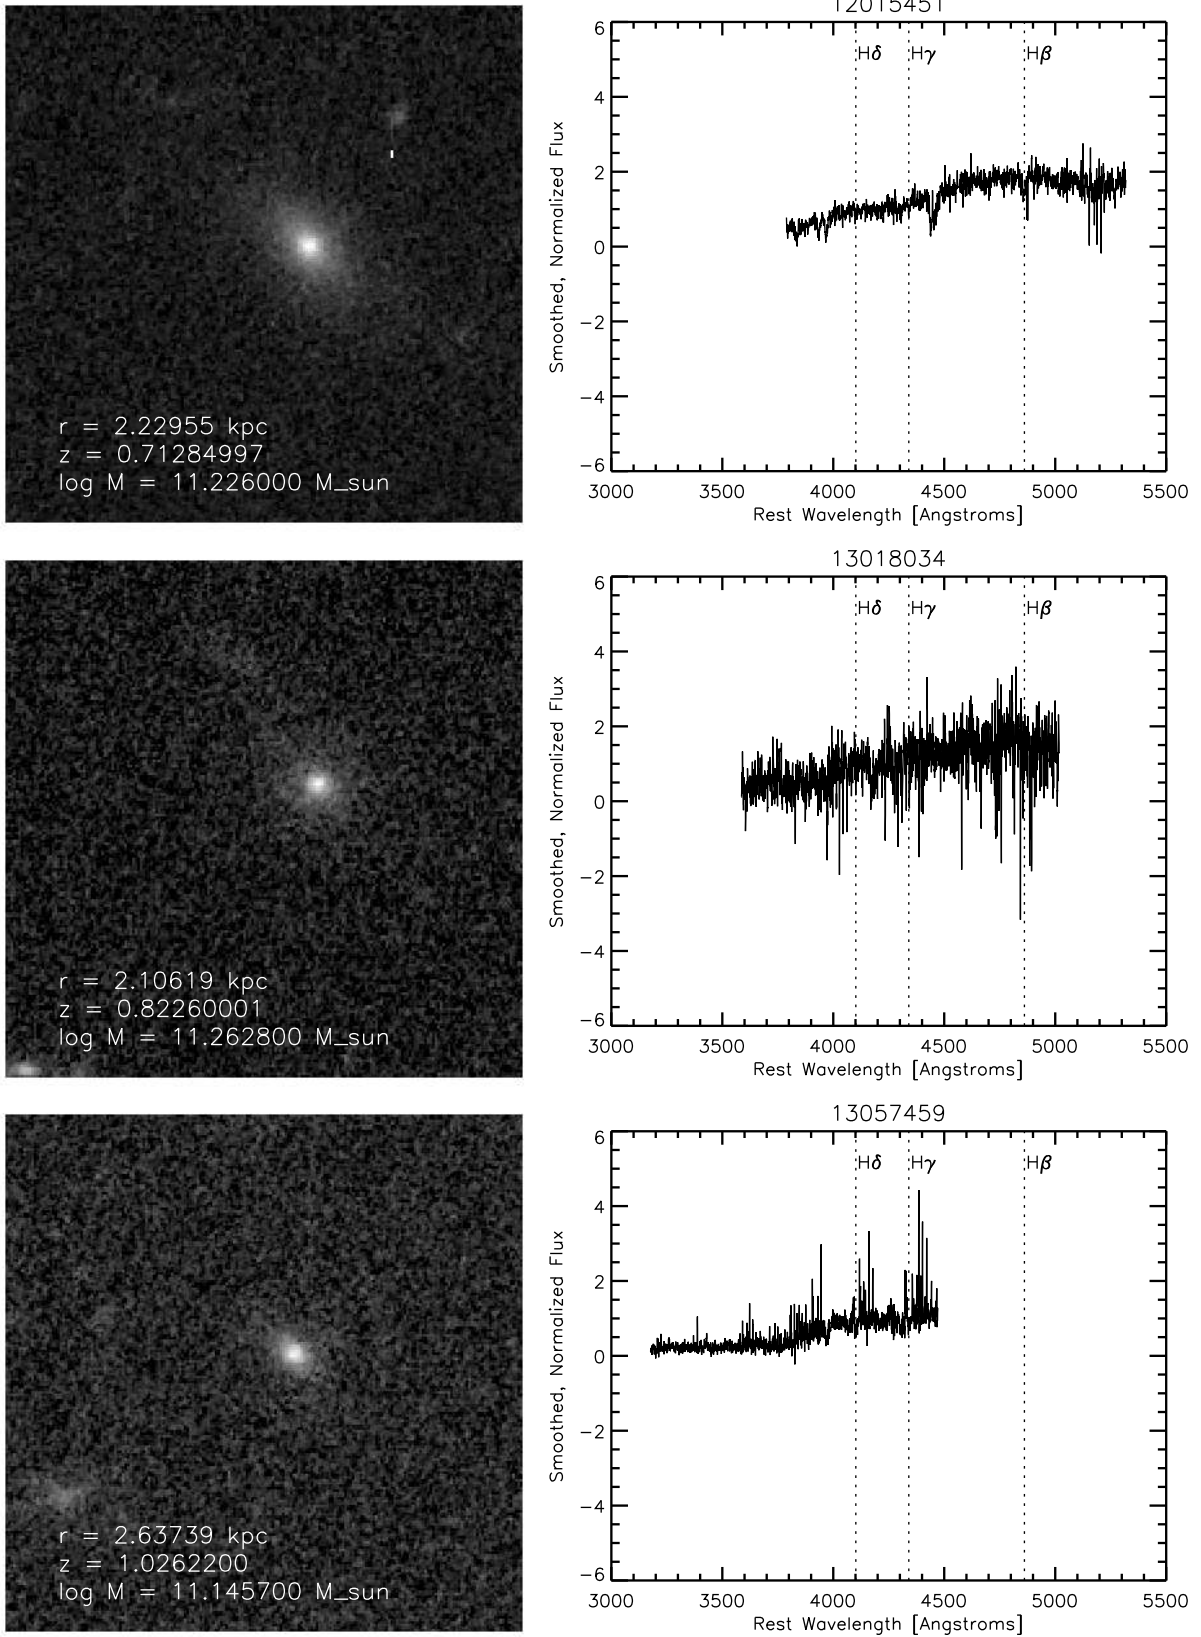 12015451
6
4
2
0
−2
−4
−6
Hδ Hγ Hβ
Smoothed, Normalized Flux
3000 3500 4000 4500 5000 5500
Rest Wavelength [Angstroms]
r = 2.22955 kpc
z = 0.71284997
log M = 11.226000 M_sun
13018034
6
4
2
0
−2
−4
−6
Hδ Hγ Hβ
Smoothed, Normalized Flux
3000 3500 4000 4500 5000 5500
Rest Wavelength [Angstroms]
r = 2.10619 kpc
z = 0.82260001
log M = 11.262800 M_sun
13057459
6
4
2
0
−2
−4
−6
Hδ Hγ Hβ
Smoothed, Normalized Flux
3000 3500 4000 4500 5000 5500
Rest Wavelength [Angstroms]
r = 2.63739 kpc
z = 1.0262200
log M = 11.145700 M_sun